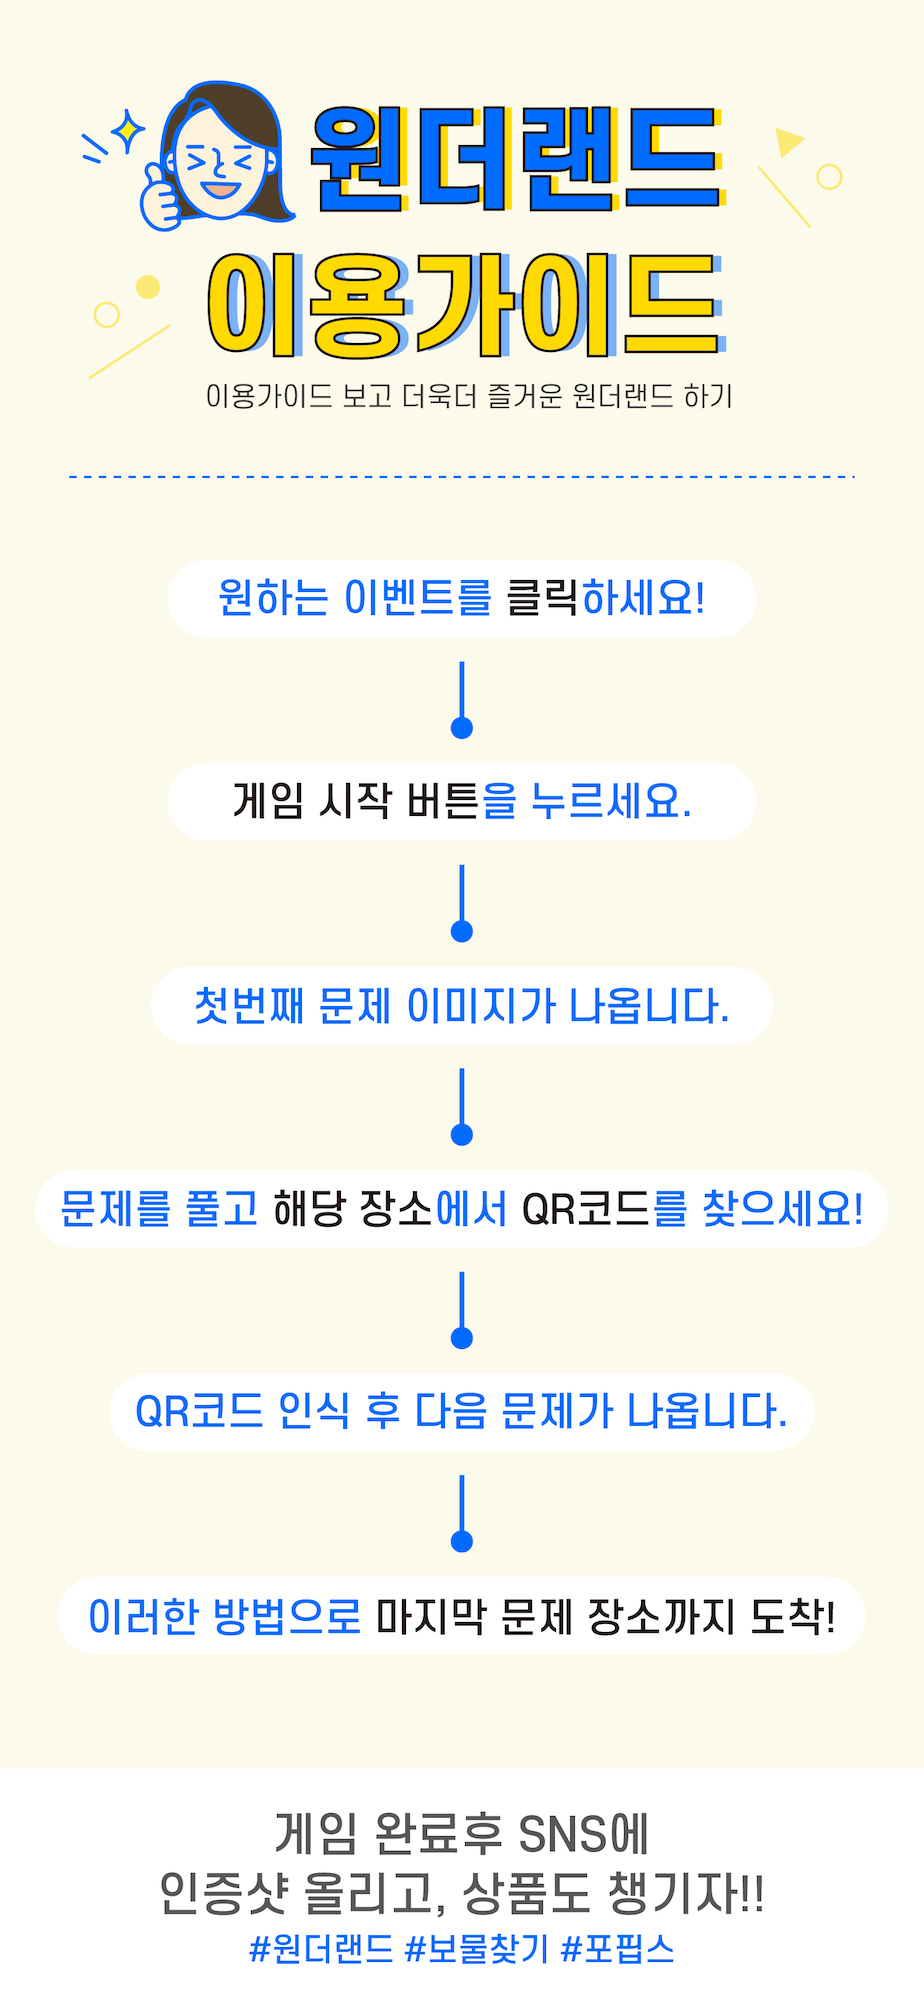 원더랜드
이용가이드
이용가이드 보고 더욱더 즐거운 원더랜드 하기
원하는 이벤트를 클릭하세요!
게임 시작 버튼을 누르세요.
첫번째 문제 이미지가 나옵니다.
문제를 풀고 해당 장소에서 QR코드를 찾으세요!
QR코드 인식 후 다음 문제가 나옵니다.
이러한 방법으로 마지막 문제 장소까지 도착!
게임 완료후 SNS에
인증샷 올리고, 상품도 챙기자!!
#원더랜드 #보물찾기 #포핍스